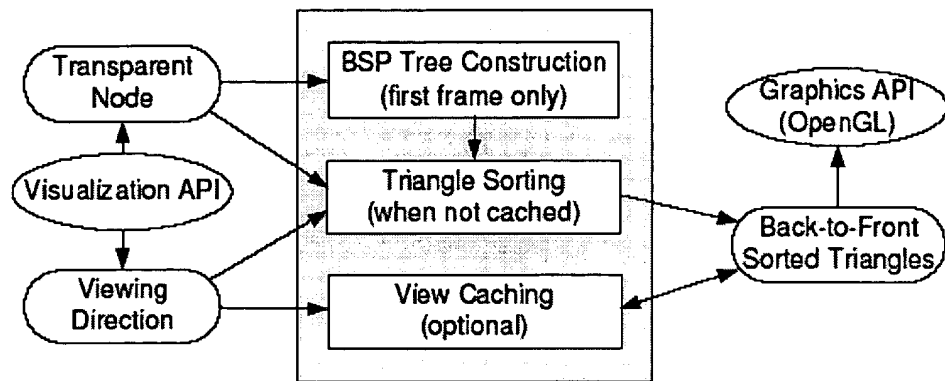 Transparent
Node
Visualization API
Viewing
Direction
BSP Tree Construction
(first frame only)
Triangle Sorting
(when not cached)
View Caching
(optional)
Graphics API
(OpenGL)
Back-to-Front
Sorted Triangles